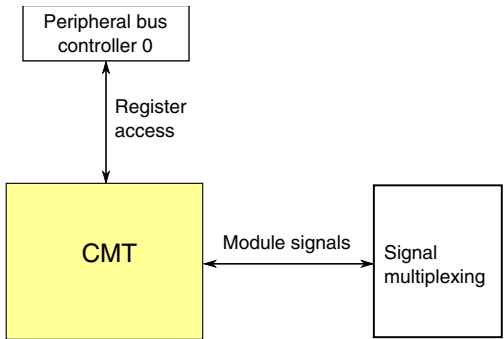 Peripheral bus
controller 0
Register
access
CMT
Module signals
Signal
multiplexing